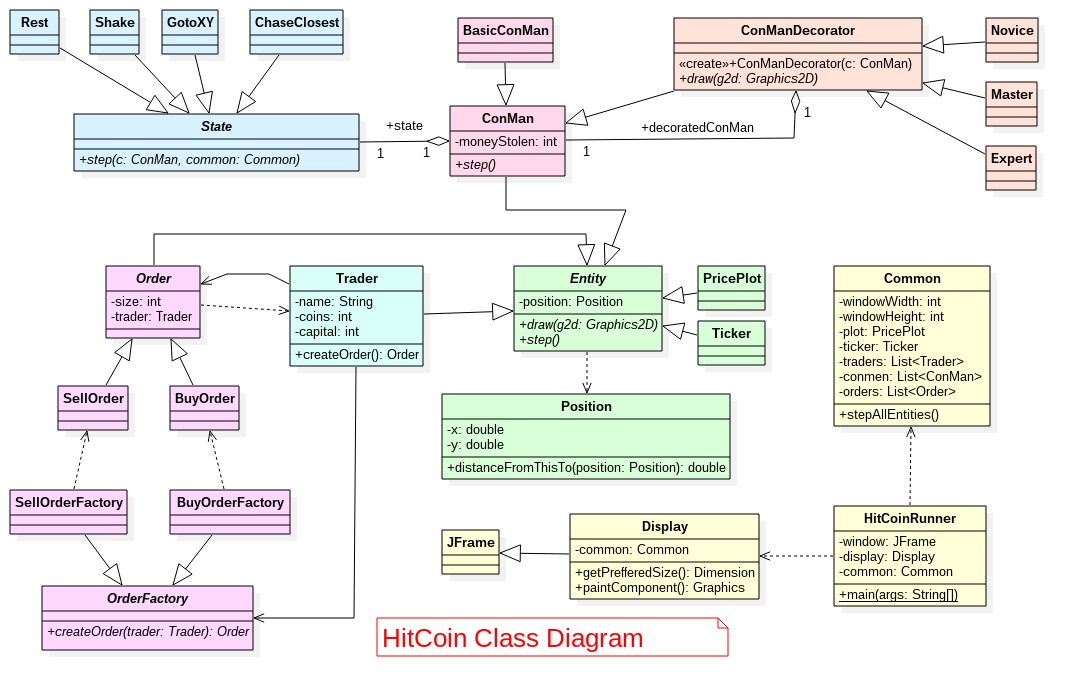 Rest
Shake
GotoXY
ChaseClosest
BasicConMan
ConManDecorator
«create»+ConManDecorator(c: ConMan)
+draw(g2d: Graphics2D)
Novice
Master
Expert
State
+step(c: ConMan, common: Common)
+state
1
1
ConMan
-moneyStolen: int
+step()
+decoratedConMan
1
1
Order
-size: int
-trader: Trader
Trader
-name: String
-coins: int
-capital: int
+createOrder(): Order
Entity
-position: Position
+draw(g2d: Graphics2D)
+step()
PricePlot
Ticker
Common
-windowWidth: int
-windowHeight: int
-plot: PricePlot
-ticker: Ticker
-traders: List<Trader>
-conmen: List<ConMan>
-orders: List<Order>
+stepAllEntities()
SellOrder
BuyOrder
Position
-x: double
-y: double
+distanceFromThisTo(position: Position): double
SellOrderFactory
BuyOrderFactory
JFrame
Display
-common: Common
+getPrefferedSize(): Dimension
+paintComponent(): Graphics
HitCoinRunner
-window: JFrame
-display: Display
-common: Common
+main(args: String[])
OrderFactory
+createOrder(trader: Trader): Order
HitCoin Class Diagram